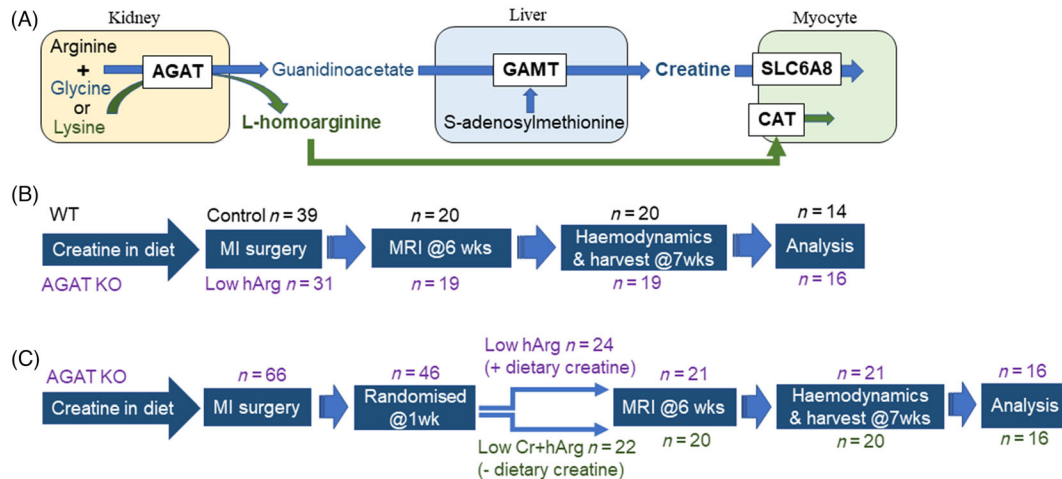 (A)
Kidney
Liver
Myocyte
Arginine
+
Glycine
or
Lysine
AGAT
Guanidinoacetate
L-homoarginine
GAMT
S-adenosylmethionine
Creatine
SLC6A8
CAT
(B)
WT
Creatine in diet
AGAT KO
Control n = 39
MI surgery
Low hArg n = 31
n = 20
MRI @6 wks
n = 19
n = 20
Haemodynamics
& harvest @7wks
n = 19
n = 14
Analysis
n = 16
(C)
AGAT KO
Creatine in diet
n = 66
MI surgery
n = 46
Randomised
@1wk
Low hArg n = 24
(+ dietary creatine)
Low Cr+hArg n = 22
(- dietary creatine)
n = 21
MRI @6 wks
n = 20
n = 21
Haemodynamics
& harvest @7wks
n = 20
n = 16
Analysis
n = 16